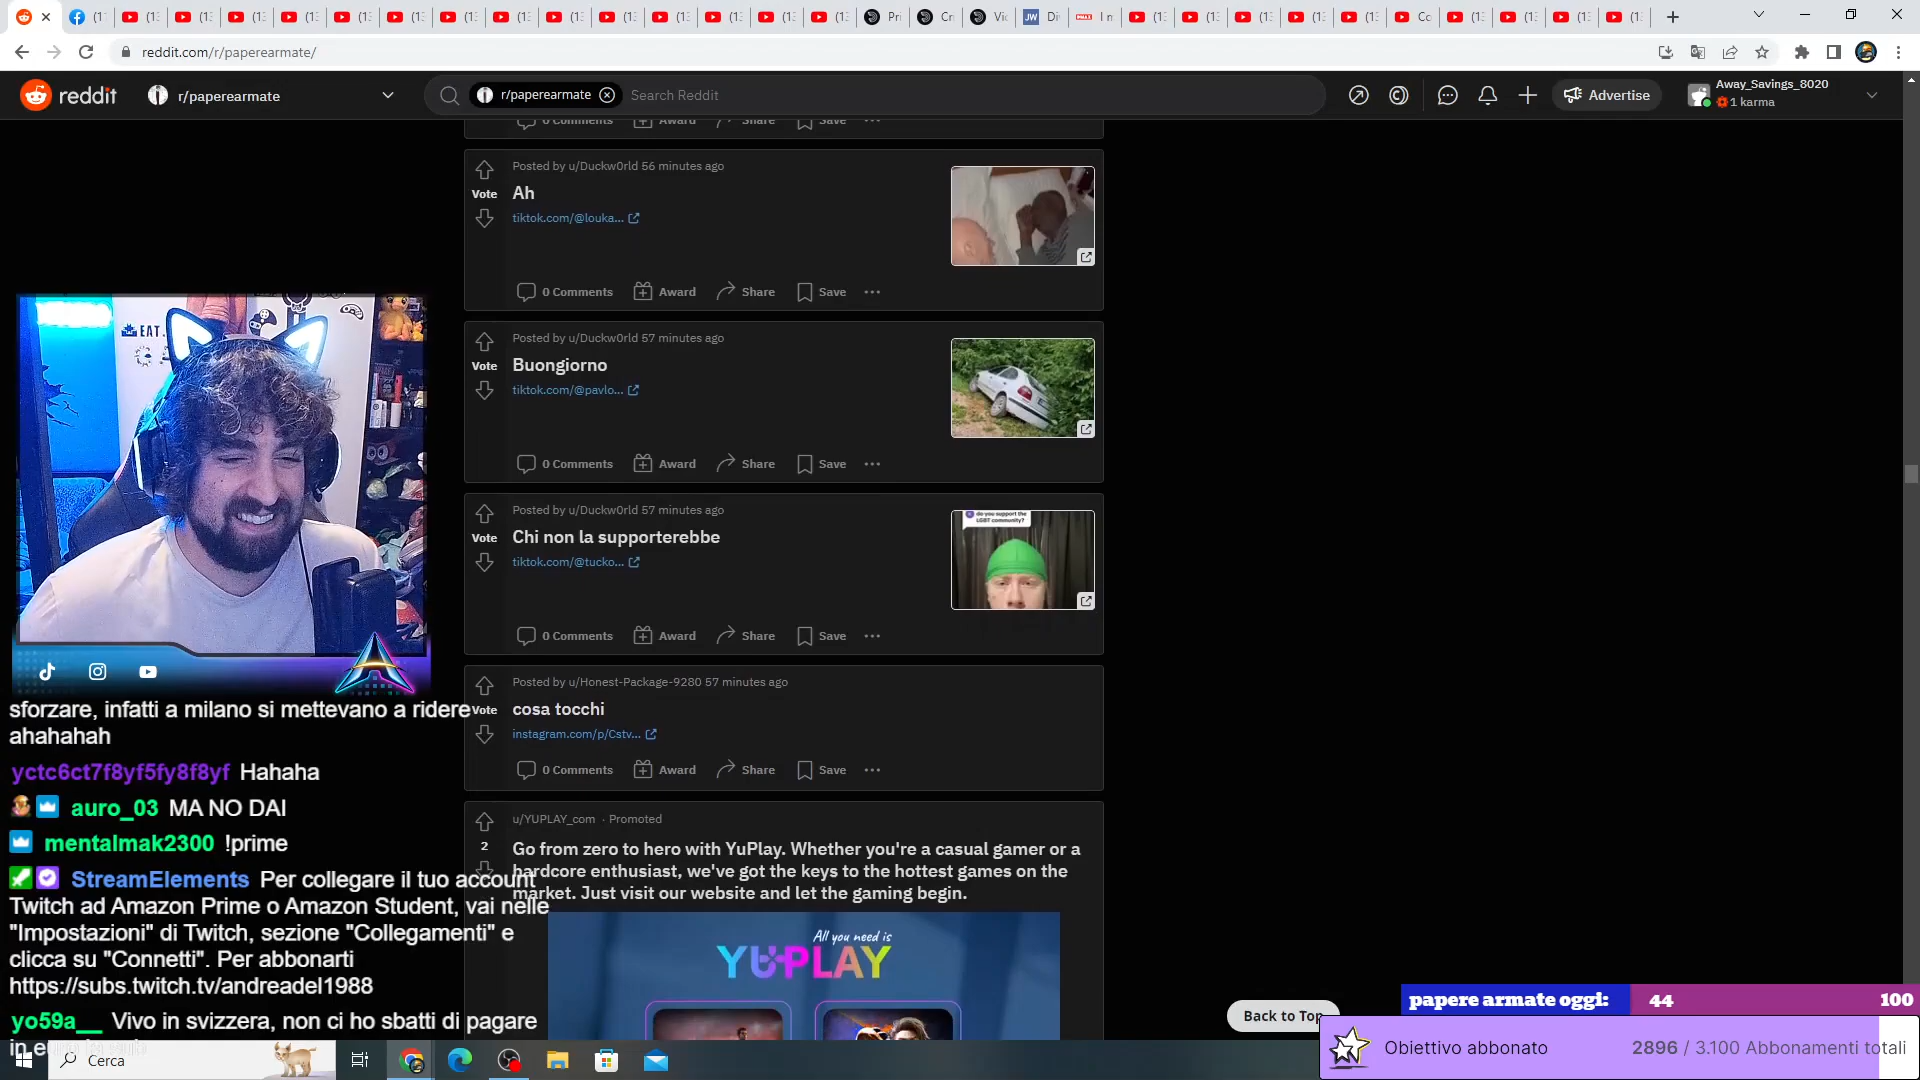 reddit.com/r/paperearmate/
reddit
r/paperearmate
r/paperearmate
Search Reddit
Advertise
Away_Savings_8020
1 karma
Posted by u/Duckw0rld 56 minutes ago
Vote
Ah
tiktok.com/@louka...
0 Comments Award Share Save
Posted by u/Duckw0rld 57 minutes ago
Vote
Buongiorno
tiktok.com/@pavlo...
0 Comments Award Share Save
Posted by u/Duckw0rld 57 minutes ago
Vote
Chi non la supporterebbe
tiktok.com/@tucko...
do you support the
LGBT community?
0 Comments Award Share Save
Posted by u/Honest-Package-9280 57 minutes ago
Vote
cosa tocchi
instagram.com/p/Cstv...
0 Comments Award Share Save
u/YUPLAY_com · Promoted
2
Go from zero to hero with YuPlay. Whether you're a casual gamer or a
hardcore enthusiast, we've got the keys to the hottest games on the
market. Just visit our website and let the gaming begin.
All you need is
YUPLAY
Back to Top
EAT.
sforzare, infatti a milano si mettevano a ridere
ahahahah
yctc6ct7f8yf5fy8f8yf Hahaha
auro_03 MA NO DAI
mentalmak2300 !prime
StreamElements Per collegare il tuo account
Twitch ad Amazon Prime o Amazon Student, vai nelle
"Impostazioni" di Twitch, sezione "Collegamenti" e
clicca su "Connetti". Per abbonarti
https://subs.twitch.tv/andreadel1988
yo59a__ Vivo in svizzera, non ci ho sbatti di pagare
in
Cerca
papere armate oggi: 44 100
Obiettivo abbonato 2896 / 3.100 Abbonamenti totali